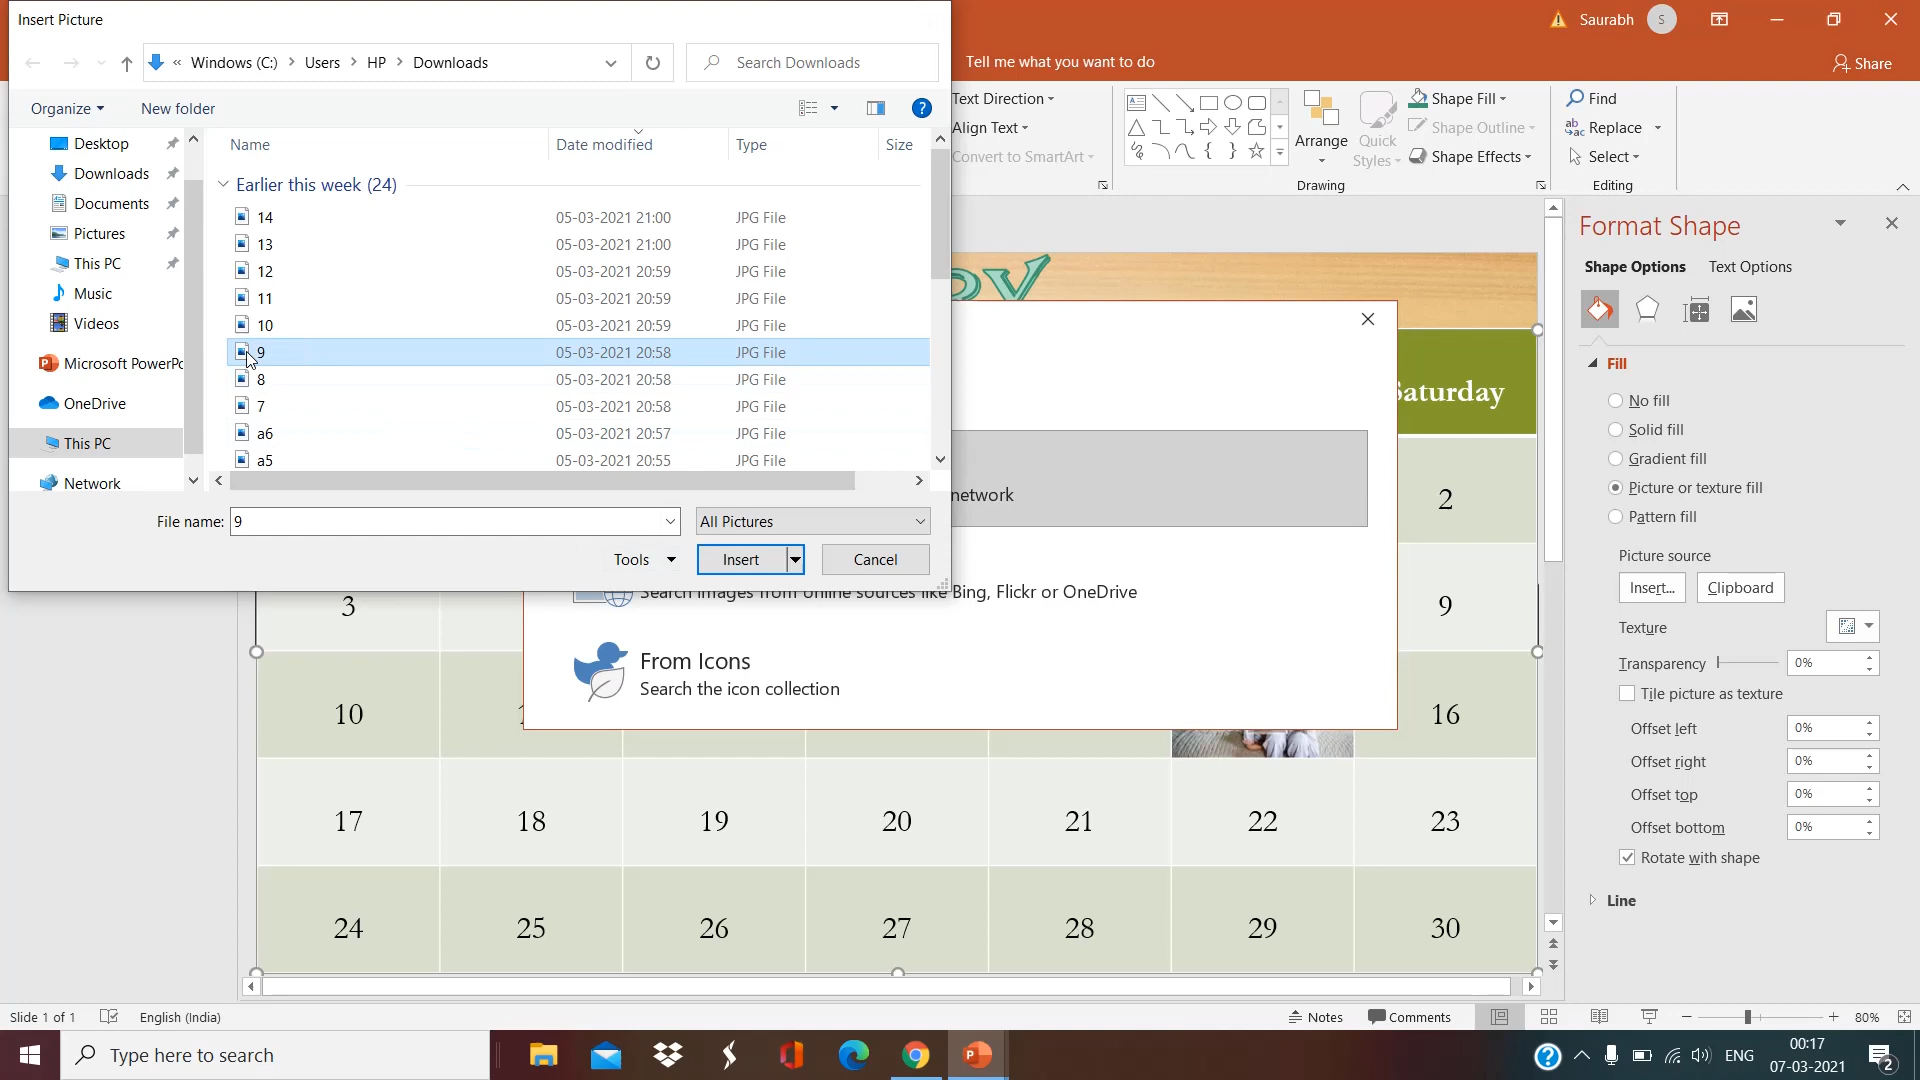 Insert Picture
Saurabh
S
« Windows (C:) > Users > HP > Downloads
Search Downloads
Tell me what you want to do
Share
Organize
New folder
Text Direction
Align Text
Convert to SmartArt
Arrange
Quick Styles
Shape Fill
Shape Outline
Shape Effects
Find
Replace
Select
Drawing
Editing
Desktop
Downloads
Documents
Pictures
This PC
Music
Videos
Microsoft PowerPo
OneDrive
This PC
Network
Name Date modified Type Size
Earlier this week (24)
14 05-03-2021 21:00 JPG File
13 05-03-2021 21:00 JPG File
12 05-03-2021 20:59 JPG File
11 05-03-2021 20:59 JPG File
10 05-03-2021 20:59 JPG File
9 05-03-2021 20:58 JPG File
8 05-03-2021 20:58 JPG File
7 05-03-2021 20:58 JPG File
a6 05-03-2021 20:57 JPG File
a5 05-03-2021 20:55 JPG File
File name: 9
All Pictures
Tools
Insert
Cancel
network
Search images from online sources like Bing, Flickr or OneDrive
From Icons
Search the icon collection
Saturday
2
3
9
10
16
17 18 19 20 21 22 23
24 25 26 27 28 29 30
Format Shape
Shape Options
Text Options
Fill
No fill
Solid fill
Gradient fill
Picture or texture fill
Pattern fill
Picture source
Insert...
Clipboard
Texture
Transparency 0%
Tile picture as texture
Offset left 0%
Offset right 0%
Offset top 0%
Offset bottom 0%
Rotate with shape
Line
Slide 1 of 1
English (India)
Notes
Comments
80%
Type here to search
ENG
00:17
07-03-2021
2